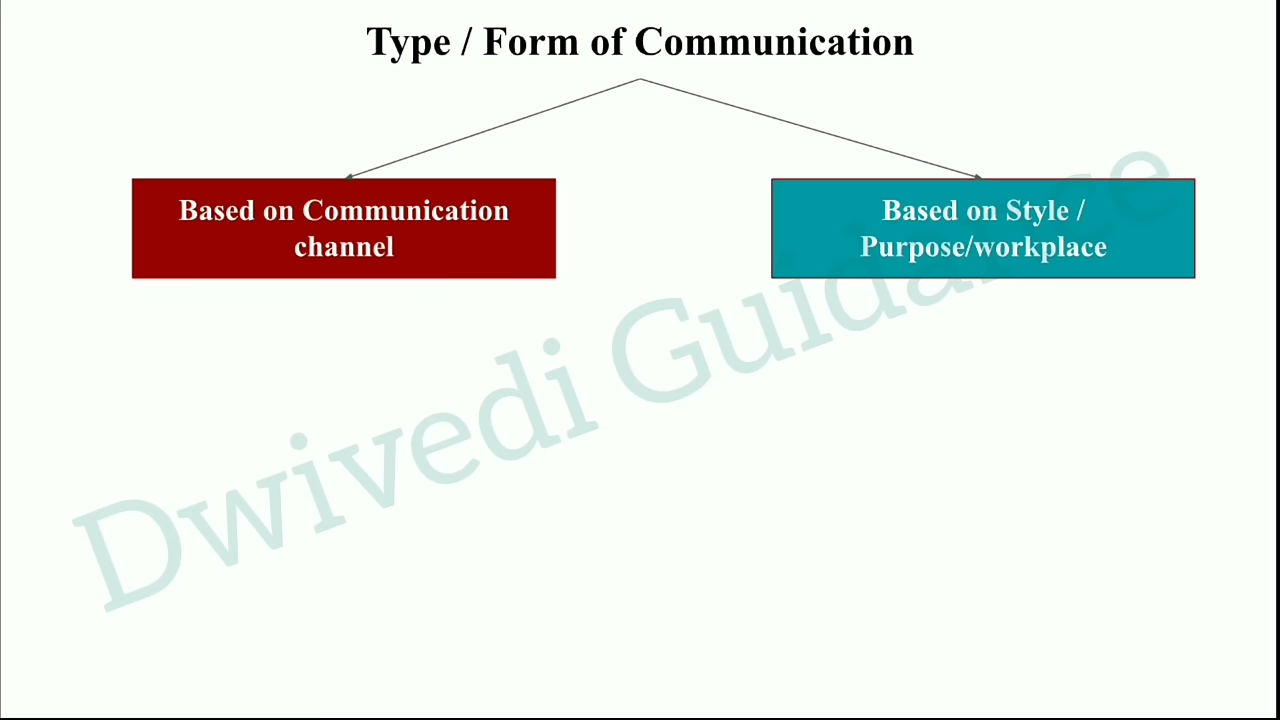 Type / Form of Communication
Based on Communication
channel
Based on Style /
Purpose/workplace
Dwivedi Guidance